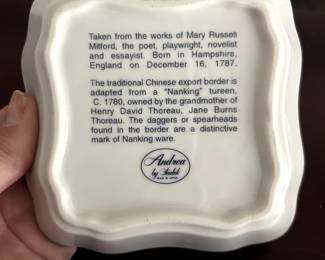 Taken from the works of Mary Russell
Mitford, the poet, playwright, novelist
and essayist. Born in Hampshire,
England on December 16, 1787.
The traditional Chinese export border is
adapted from a "Nanking" tureen,
C. 1780, owned by the grandmother of
Henry David Thoreau, Jane Burns
Thoreau. The daggers or spearheads
found in the border are a distinctive
mark of Nanking ware.
Andrea
by Sadek
MADE IN JAPAN